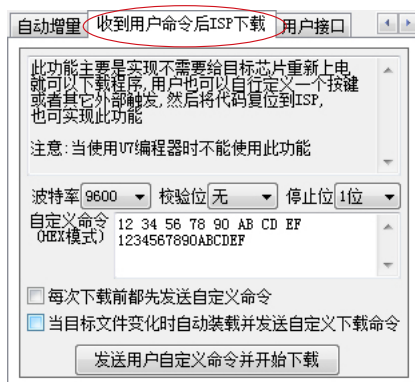 自动增量 收到用户命令后ISP下载 用户接口
此功能主要是实现不需要给目标芯片重新上电
就可以下载程序,用户也可以自行定义一个按键
或者其它外部触发,然后将代码复位到ISP,
也可实现此功能
注意:当使用U7编程器时不能使用此功能
波特率 9600 校验位 无 停止位 1位
自定义命令 12 34 56 78 90 AB CD EF
(HEX模式) 1234567890ABCDEF
每次下载前都先发送自定义命令
当目标文件变化时自动装载并发送自定义下载命令
发送用户自定义命令并开始下载